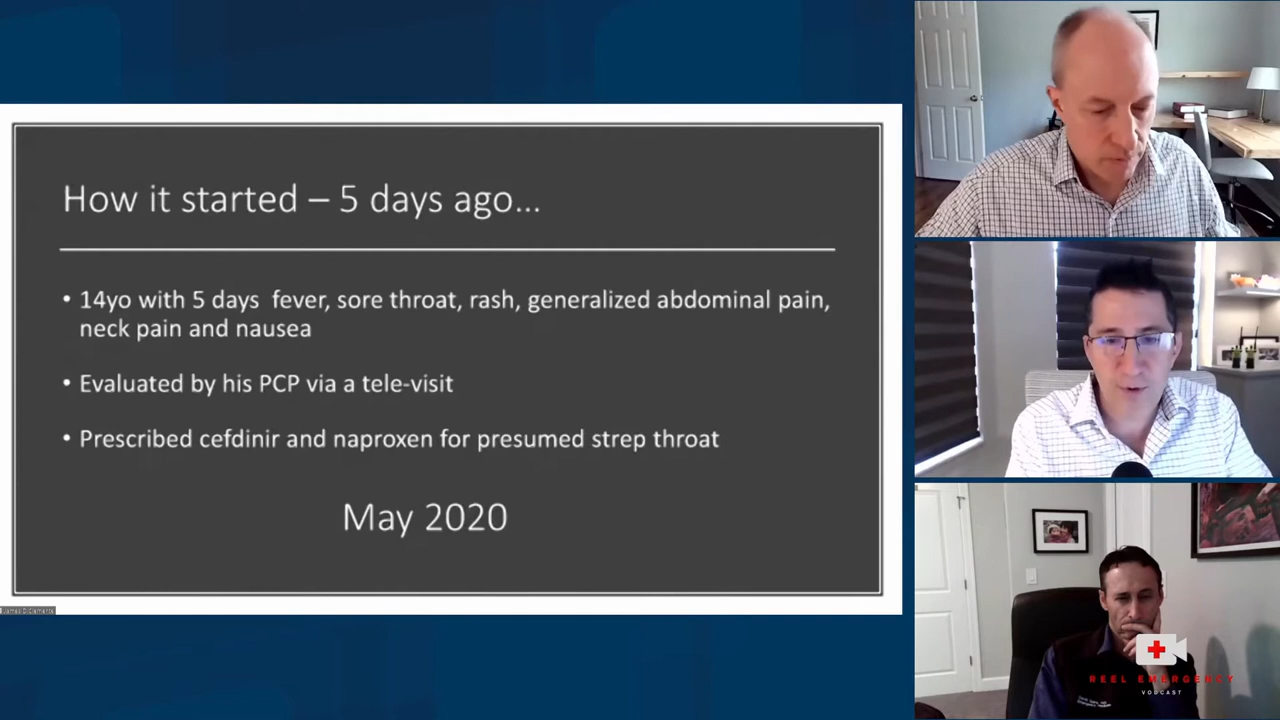 How it started – 5 days ago...
• 14yo with 5 days  fever, sore throat, rash, generalized abdominal pain,
neck pain and nausea
• Evaluated by his PCP via a tele-visit
• Prescribed cefdinir and naproxen for presumed strep throat
May 2020
REEL EMERGENCY
VODCAST